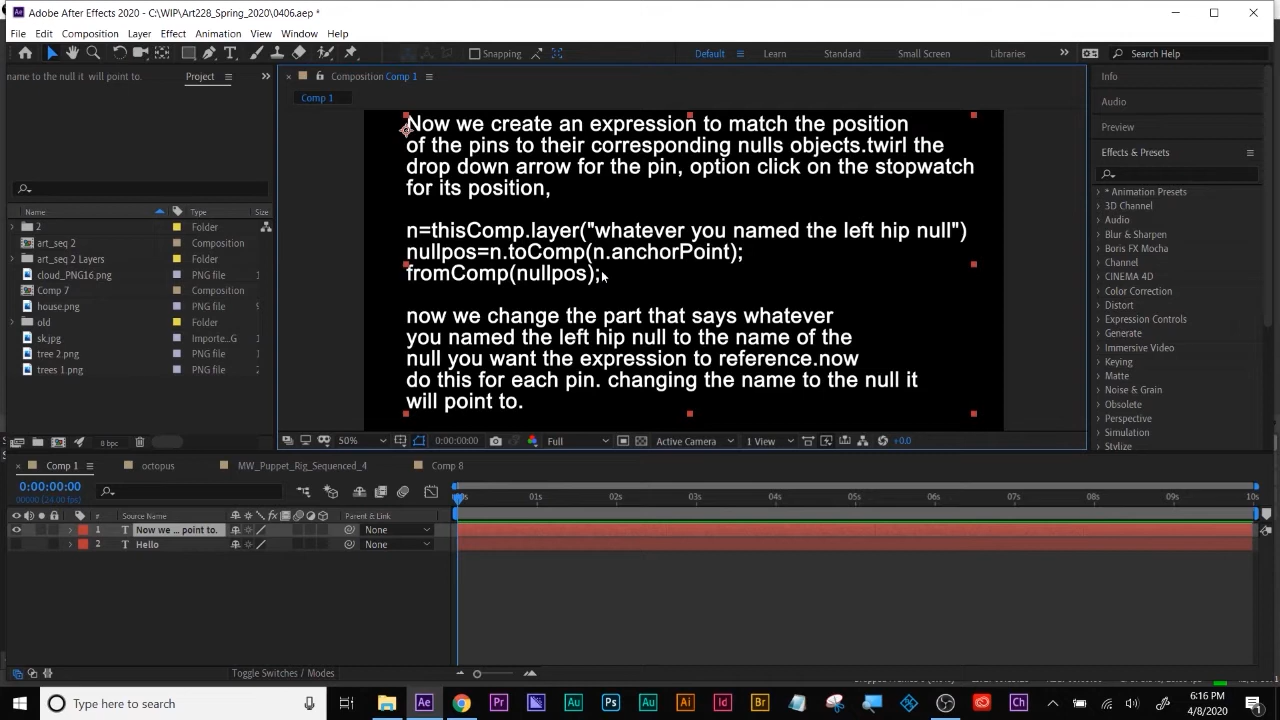 Adobe After Effects 2020 - C:\WIP\Art228_Spring_2020\0406.aep *
File Edit Composition Layer Effect Animation View Window Help
Snapping Default Learn Standard Small Screen Libraries Search Help
name to the null it will point to. Project Composition Comp 1 Info
Comp 1
Audio
Preview
Effects & Presets
Now we create an expression to match the position
of the pins to their corresponding nulls objects.twirl the
drop down arrow for the pin, option click on the stopwatch
for its position,
n=thisComp.layer("whatever you named the left hip null")
nullpos=n.toComp(n.anchorPoint);
fromComp(nullpos);
now we change the part that says whatever
you named the left hip null to the name of the
null you want the expression to reference.now
do this for each pin. changing the name to the null it
will point to.
Name Type Size
2 Folder
art_seq 2 Composition
art_seq 2 Layers Folder
cloud_PNG16.png PNG file
Comp 7 Composition
house.png PNG file 9
old Folder
sk.jpg Importe...G
tree 2.png PNG file
trees 1.png PNG file
* Animation Presets
3D Channel
Audio
Blur & Sharpen
Boris FX Mocha
Channel
CINEMA 4D
Color Correction
Distort
Expression Controls
Generate
Immersive Video
Keying
Matte
Noise & Grain
Obsolete
Perspective
Simulation
Stylize
8 bpc 50% 0:00:00:00 Full Active Camera 1 View +0.0
Comp 1 octopus MW_Puppet_Rig_Sequenced_4 Comp 8
0:00:00:00
00000 (24.00 fps)
01s 02s 03s 04s 05s 06s 07s 08s 09s 10s
# Source Name Parent & Link
1 T Now we ... point to. None
2 T Hello None
Toggle Switches / Modes
Type here to search
6:16 PM
4/8/2020